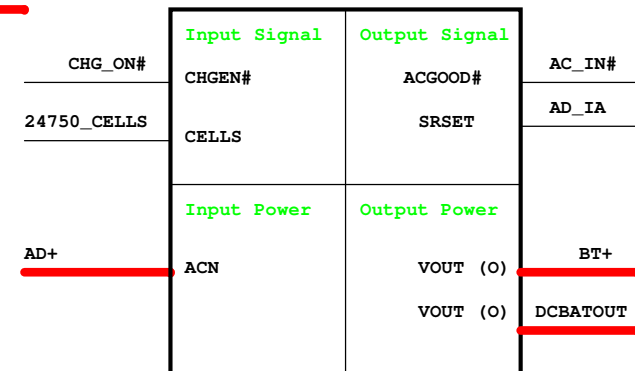 Input Signal Output Signal
CHG_ON# CHGEN# ACGOOD# AC_IN#
24750_CELLS CELLS SRSET AD_IA
Input Power Output Power
AD+ ACN VOUT (O) BT+
VOUT (O) DCBATOUT